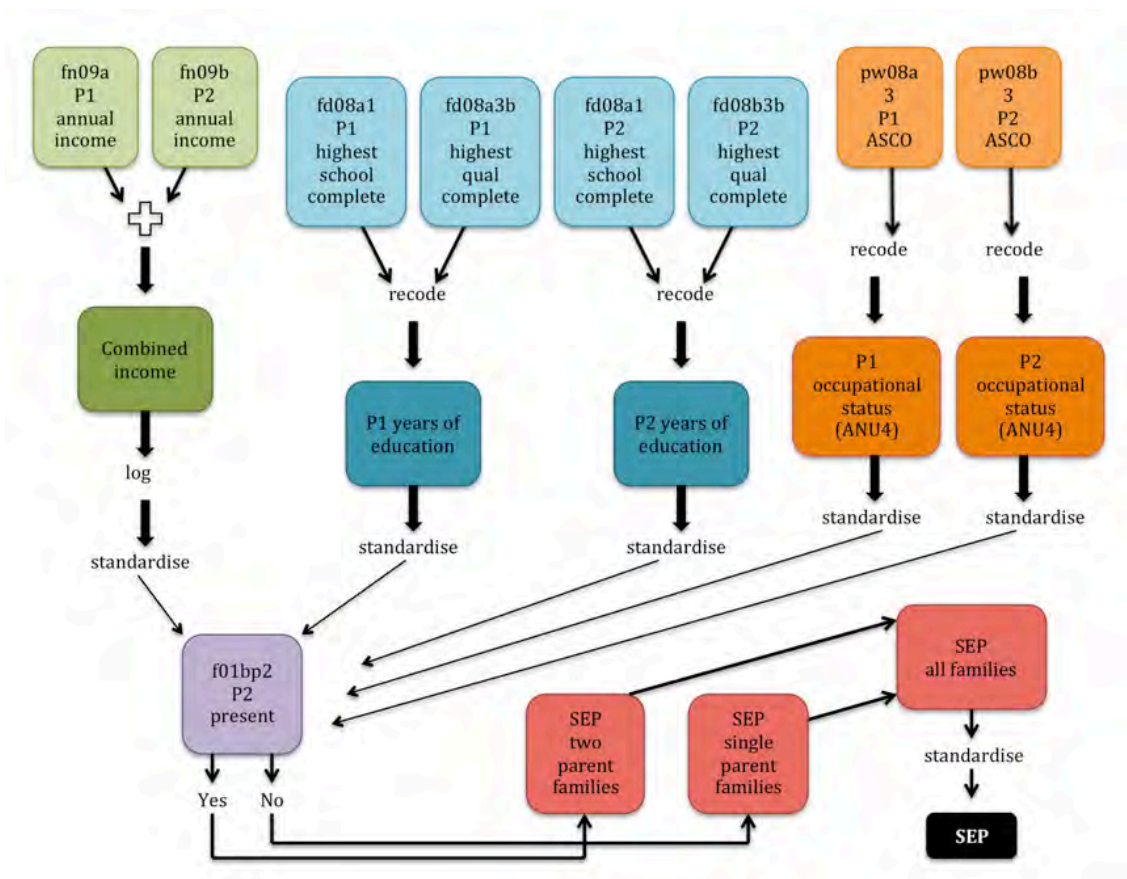 fn09a
P1
annual
income
fn09b
P2
annual
income
fd08a1
P1
highest
school
complete
fd08a3b
P1
highest
qual
complete
fd08a1
P2
highest
school
complete
fd08b3b
P2
highest
qual
complete
pw08a
3
P1
ASCO
pw08b
3
P2
ASCO
recode
recode
recode
recode
Combined
income
P1 years of
education
P2 years of
education
P1
occupational
status
(ANU4)
P2
occupational
status
(ANU4)
log
standardise
standardise
standardise
standardise
standardise
f01bp2
P2
present
Yes
No
SEP
two
parent
families
SEP
single
parent
families
SEP
all families
standardise
SEP